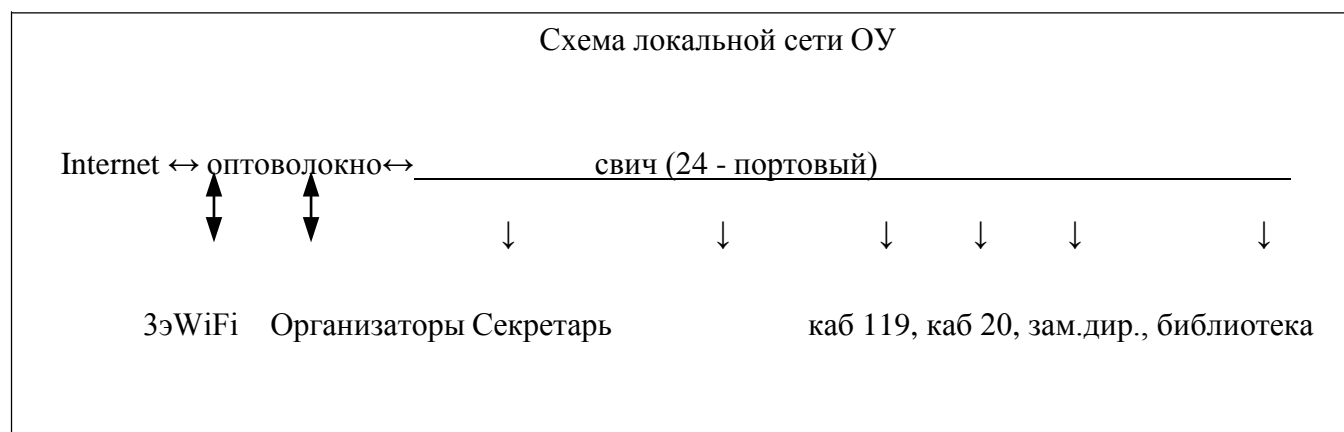 Схема локальной сети ОУ
Internet ↔ оптоволокно↔ свич (24 - портовый)
↓ ↓ ↓ ↓ ↓ ↓
3эWiFi Организаторы Секретарь каб 119, каб 20, зам.дир., библиотека